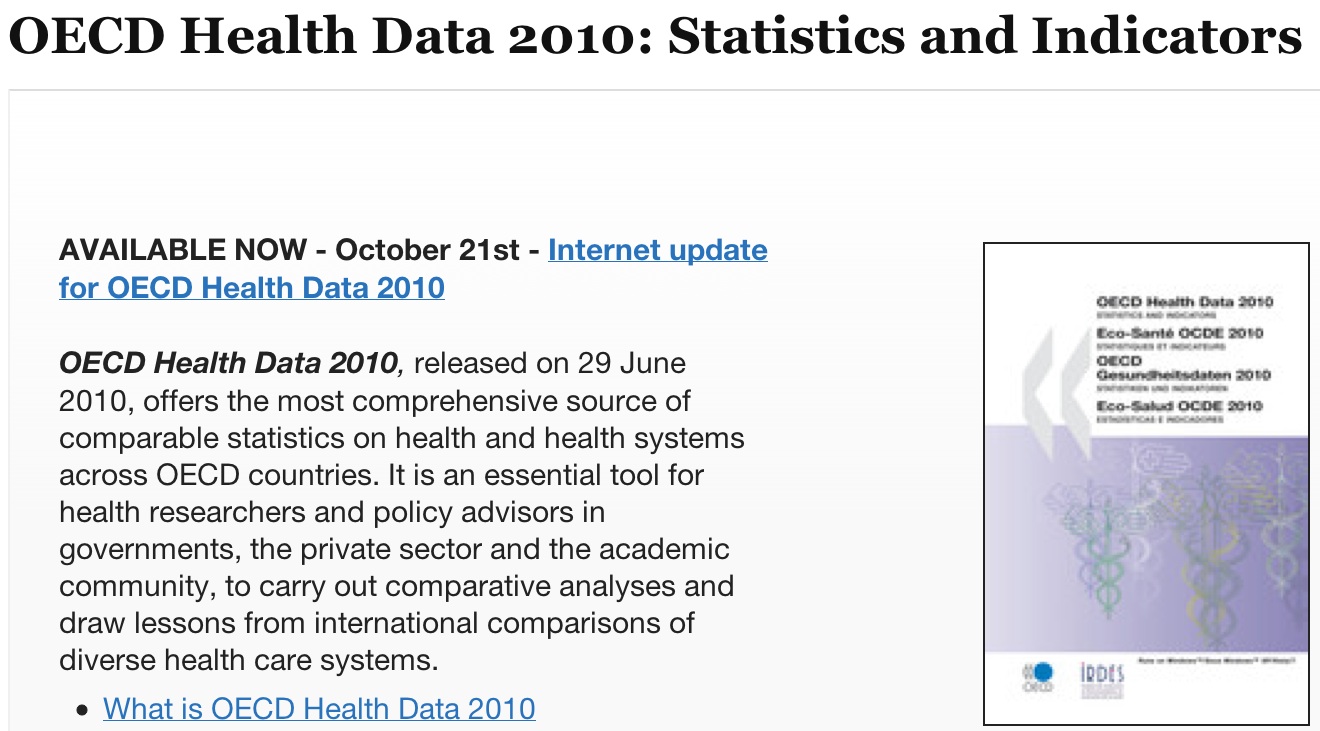 OECD Health Data 2010: Statistics and Indicators
AVAILABLE NOW - October 21st - Internet update
for OECD Health Data 2010
OECD Health Data 2010, released on 29 June
2010, offers the most comprehensive source of
comparable statistics on health and health systems
across OECD countries. It is an essential tool for
health researchers and policy advisors in
governments, the private sector and the academic
community, to carry out comparative analyses and
draw lessons from international comparisons of
diverse health care systems.
• What is OECD Health Data 2010
OECD Health Data 2010
STATISTICS AND INDICATORS
Eco-Santé OCDE 2010
STATISTIQUES ET INDICATEURS
OECD
Gesundheitsdaten 2010
STATISTIKEN UND INDIKATOREN
Eco-Salud OCDE 2010
ESTADÍSTICAS E INDICADORES
OECD
IRDES